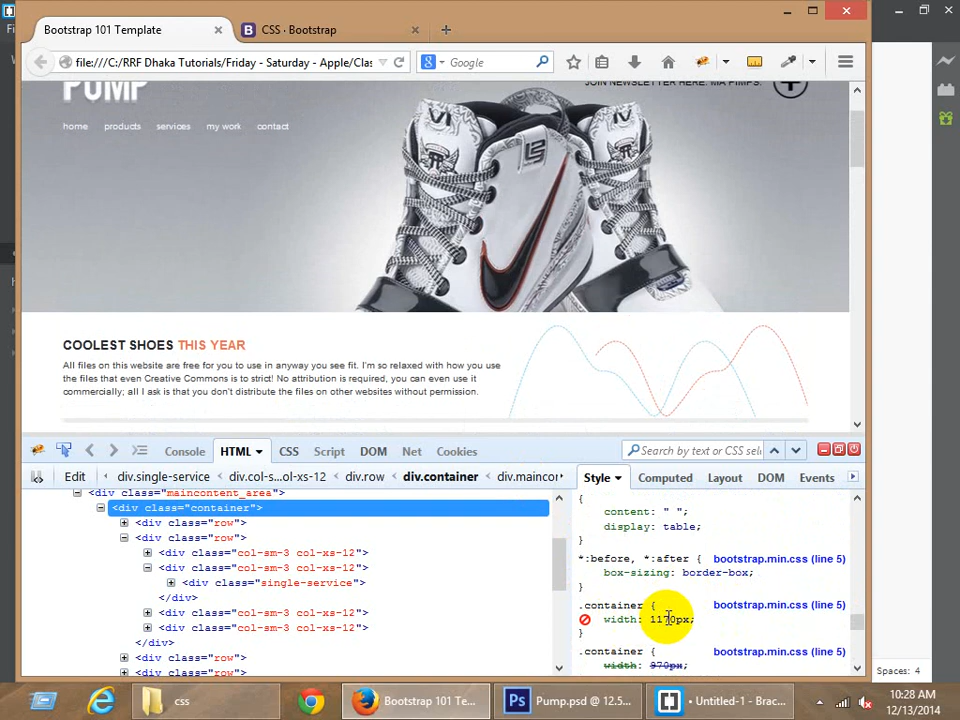 Bootstrap 101 Template
CSS · Bootstrap
file:///C:/RRF Dhaka Tutorials/Friday - Saturday - Apple/Clas
Google
PUMP
JOIN NEWSLETTER HERE. MA PIMPS.
home products services my work contact
COOLEST SHOES THIS YEAR
All files on this website are free for you to use in anyway you see fit. I'm so relaxed with how you use
the files that even Creative Commons is to strict! No attribution is required, you can even use it
commercially; all I ask is that you don't distribute the files on other websites without permission.
Console HTML CSS Script DOM Net Cookies
Search by text or CSS sele
Edit div.single-service div.col-s...ol-xs-12 div.row div.container div.maincon
Style Computed Layout DOM Events
<div class="maincontent_area">
<div class="container">
<div class="row">
<div class="row">
<div class="col-sm-3 col-xs-12">
<div class="col-sm-3 col-xs-12">
<div class="single-service">
</div>
<div class="col-sm-3 col-xs-12">
<div class="col-sm-3 col-xs-12">
</div>
<div class="row">
<div class="row">
{
content: " ";
display: table;
}
*:before, *:after { bootstrap.min.css (line 5)
box-sizing: border-box;
}
.container { bootstrap.min.css (line 5)
width: 1170px;
}
.container { bootstrap.min.css (line 5)
width: 970px;
Spaces: 4
css
Bootstrap 101 Te...
Pump.psd @ 12.5...
• Untitled-1 - Brac...
10:28 AM
12/13/2014